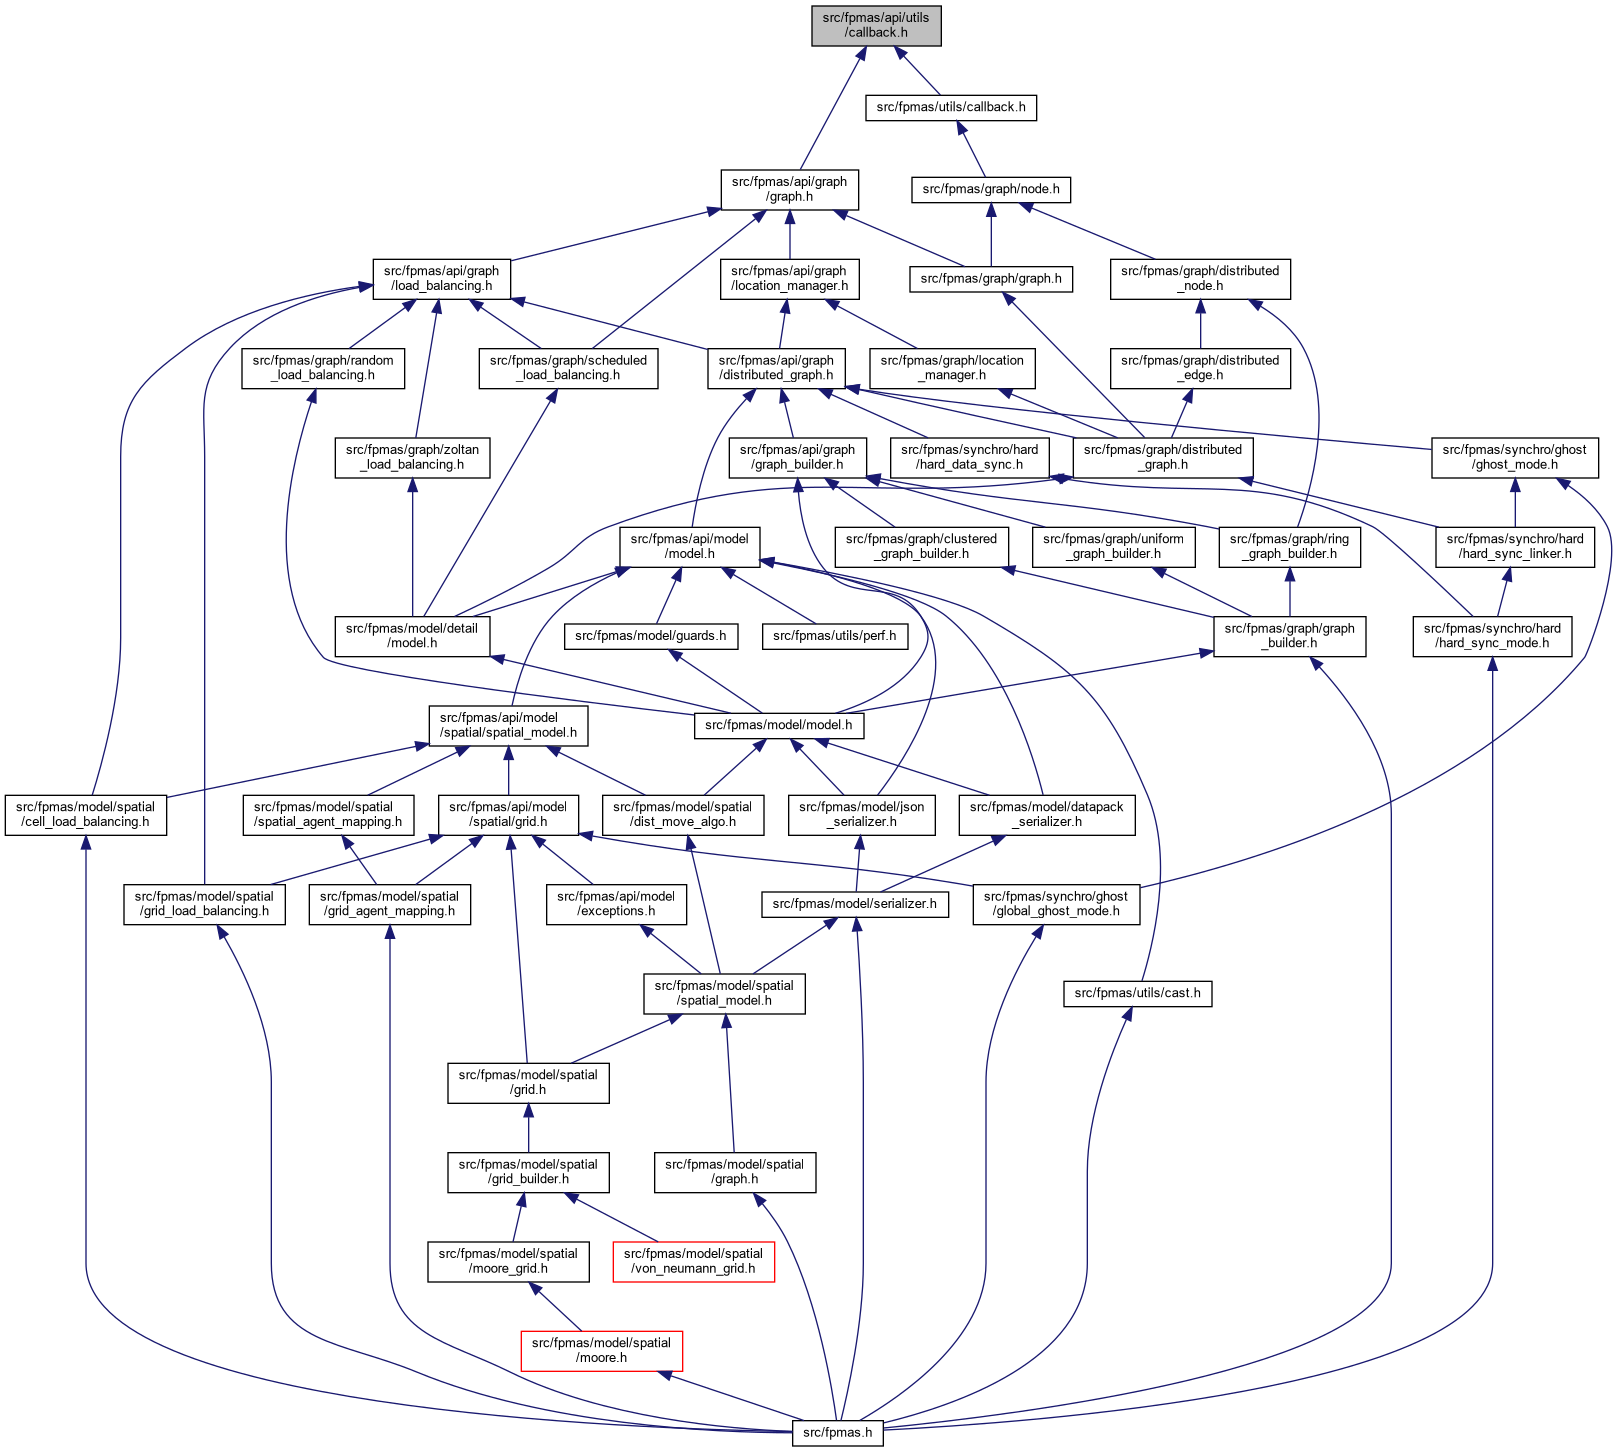 src/fpmas/api/utils
/callback.h
src/fpmas/utils/callback.h
src/fpmas/api/graph
/graph.h
src/fpmas/graph/node.h
src/fpmas/api/graph
/load_balancing.h
src/fpmas/api/graph
/location_manager.h
src/fpmas/graph/graph.h
src/fpmas/graph/distributed
_node.h
src/fpmas/graph/random
_load_balancing.h
src/fpmas/graph/scheduled
_load_balancing.h
src/fpmas/api/graph
/distributed_graph.h
src/fpmas/graph/location
_manager.h
src/fpmas/graph/distributed
_edge.h
src/fpmas/graph/zoltan
_load_balancing.h
src/fpmas/api/graph
/graph_builder.h
src/fpmas/synchro/hard
/hard_data_sync.h
src/fpmas/graph/distributed
_graph.h
src/fpmas/synchro/ghost
/ghost_mode.h
src/fpmas/api/model
/model.h
src/fpmas/graph/clustered
_graph_builder.h
src/fpmas/graph/uniform
_graph_builder.h
src/fpmas/graph/ring
_graph_builder.h
src/fpmas/synchro/hard
/hard_sync_linker.h
src/fpmas/model/detail
/model.h
src/fpmas/model/guards.h
src/fpmas/utils/perf.h
src/fpmas/graph/graph
_builder.h
src/fpmas/synchro/hard
/hard_sync_mode.h
src/fpmas/api/model
/spatial/spatial_model.h
src/fpmas/model/model.h
src/fpmas/model/spatial
/cell_load_balancing.h
src/fpmas/model/spatial
/spatial_agent_mapping.h
src/fpmas/api/model
/spatial/grid.h
src/fpmas/model/spatial
/dist_move_algo.h
src/fpmas/model/json
_serializer.h
src/fpmas/model/datapack
_serializer.h
src/fpmas/model/spatial
/grid_load_balancing.h
src/fpmas/model/spatial
/grid_agent_mapping.h
src/fpmas/api/model
/exceptions.h
src/fpmas/model/serializer.h
src/fpmas/synchro/ghost
/global_ghost_mode.h
src/fpmas/model/spatial
/spatial_model.h
src/fpmas/utils/cast.h
src/fpmas/model/spatial
/grid.h
src/fpmas/model/spatial
/grid_builder.h
src/fpmas/model/spatial
/graph.h
src/fpmas/model/spatial
/moore_grid.h
src/fpmas/model/spatial
/von_neumann_grid.h
src/fpmas/model/spatial
/moore.h
src/fpmas.h